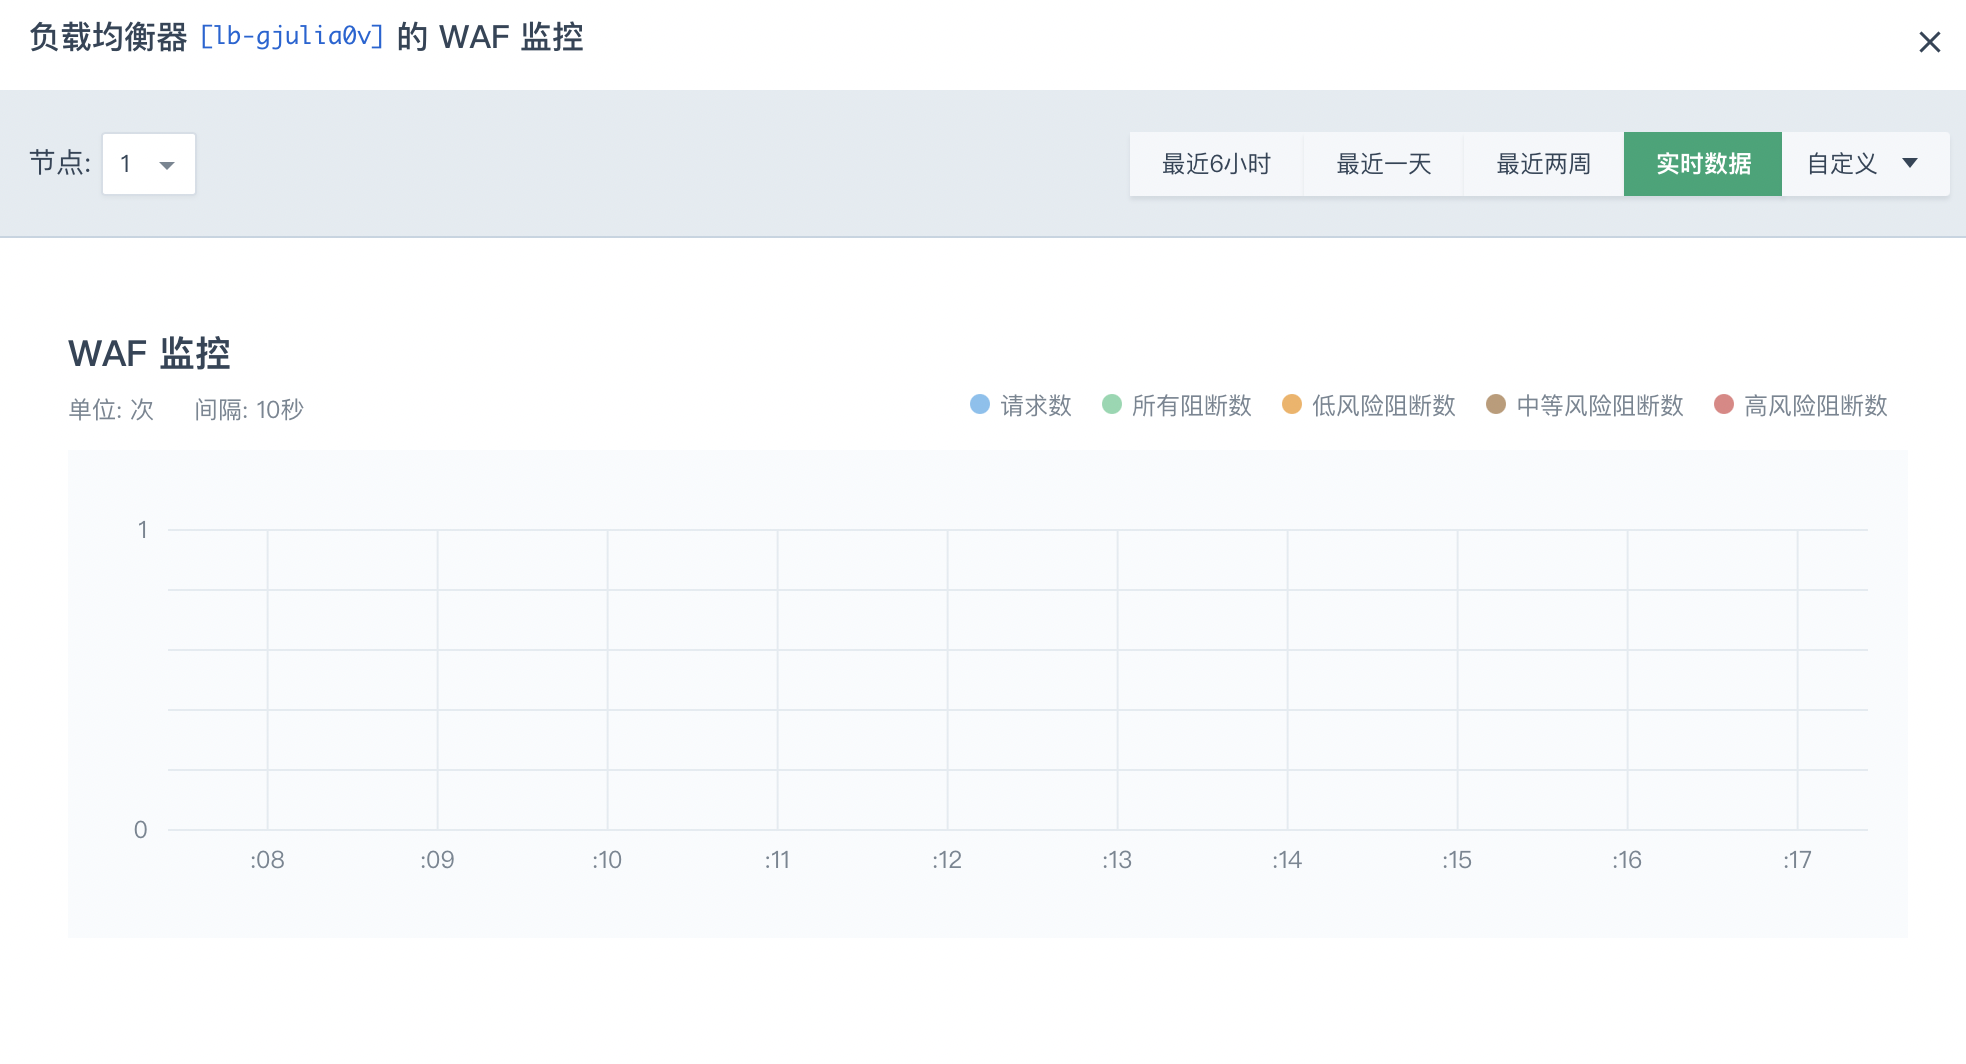 负载均衡器 [lb-gjulia0v] 的 WAF 监控
节点: 1
最近6小时 最近一天 最近两周 实时数据 自定义
WAF 监控
单位: 次 间隔: 10秒
请求数 所有阻断数 低风险阻断数 中等风险阻断数 高风险阻断数
1
0
:08 :09 :10 :11 :12 :13 :14 :15 :16 :17